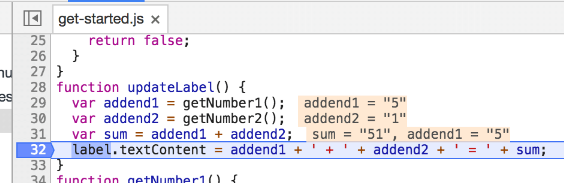 get-started.js ×
25 return false;
26 }
27 }
28 function updateLabel() {
29 var addend1 = getNumber1(); addend1 = "5"
30 var addend2 = getNumber2(); addend2 = "1"
31 var sum = addend1 + addend2; sum = "51", addend1 = "5"
32 label.textContent = addend1 + ' + ' + addend2 + ' = ' + sum;
33 }
34 function getNumber1() {
nu
es